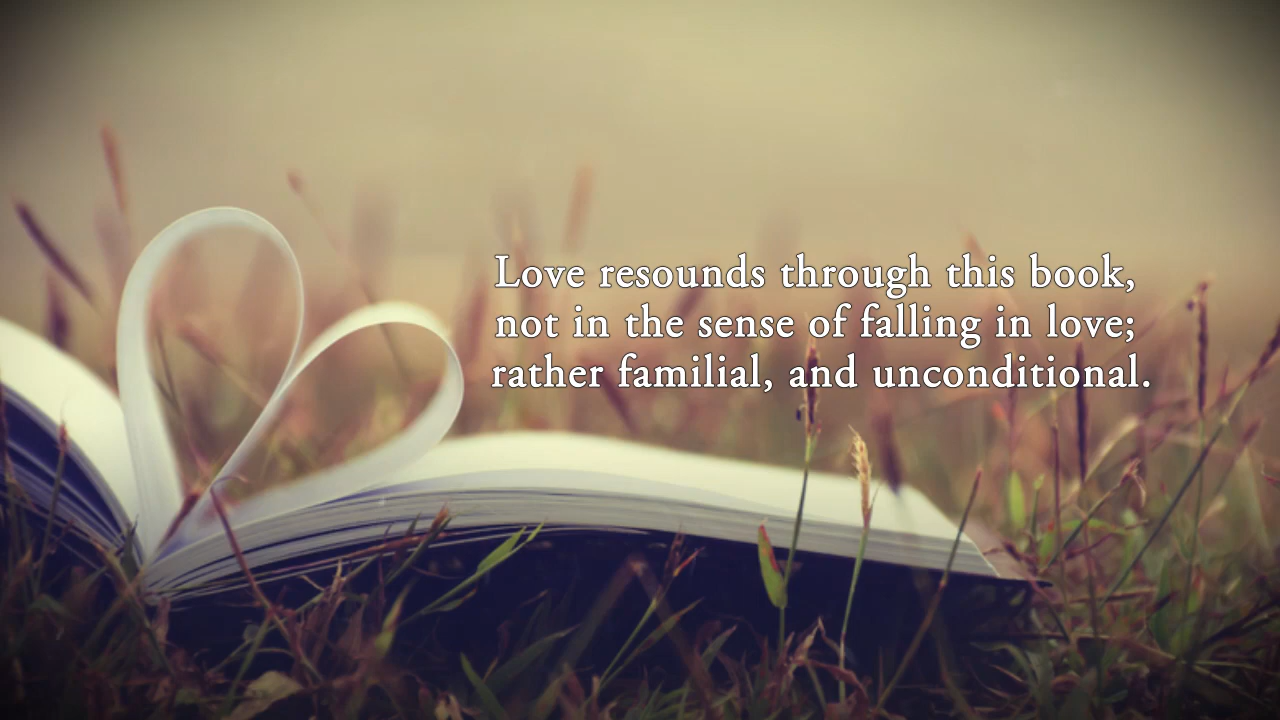 Love resounds through this book,
not in the sense of falling in love;
rather familial, and unconditional.